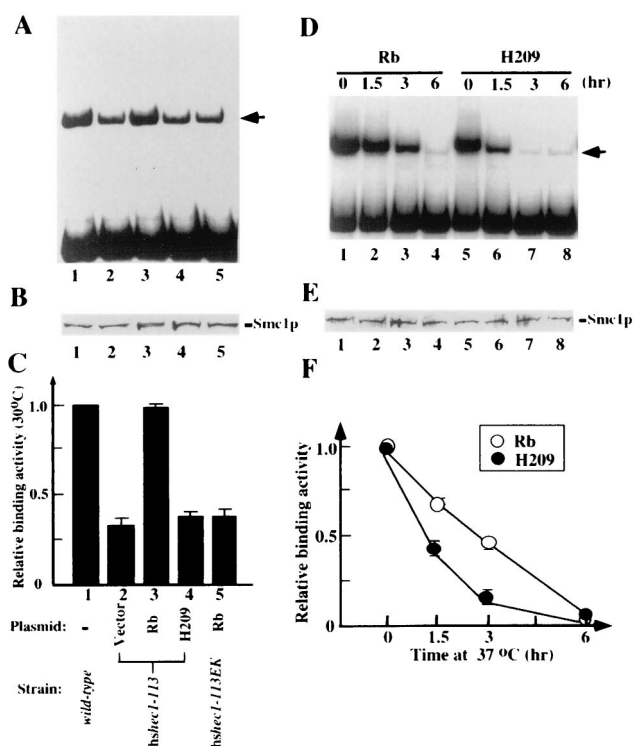 A
1 2 3 4 5
B
Smc1p
1 2 3 4 5
C
Relative binding activity (30°C)
1.0
0.5
0
1 2 3 4 5
Plasmid: - Vector Rb H209 Rb
Strain: wild-type hshec1-113 hshec1-113EK
D
Rb H209
0 1.5 3 6 0 1.5 3 6 (hr)
1 2 3 4 5 6 7 8
E
Smc1p
1 2 3 4 5 6 7 8
F
Relative binding activity
1.0
0.5
0
Rb
H209
0 1.5 3 6
Time at 37 °C (hr)